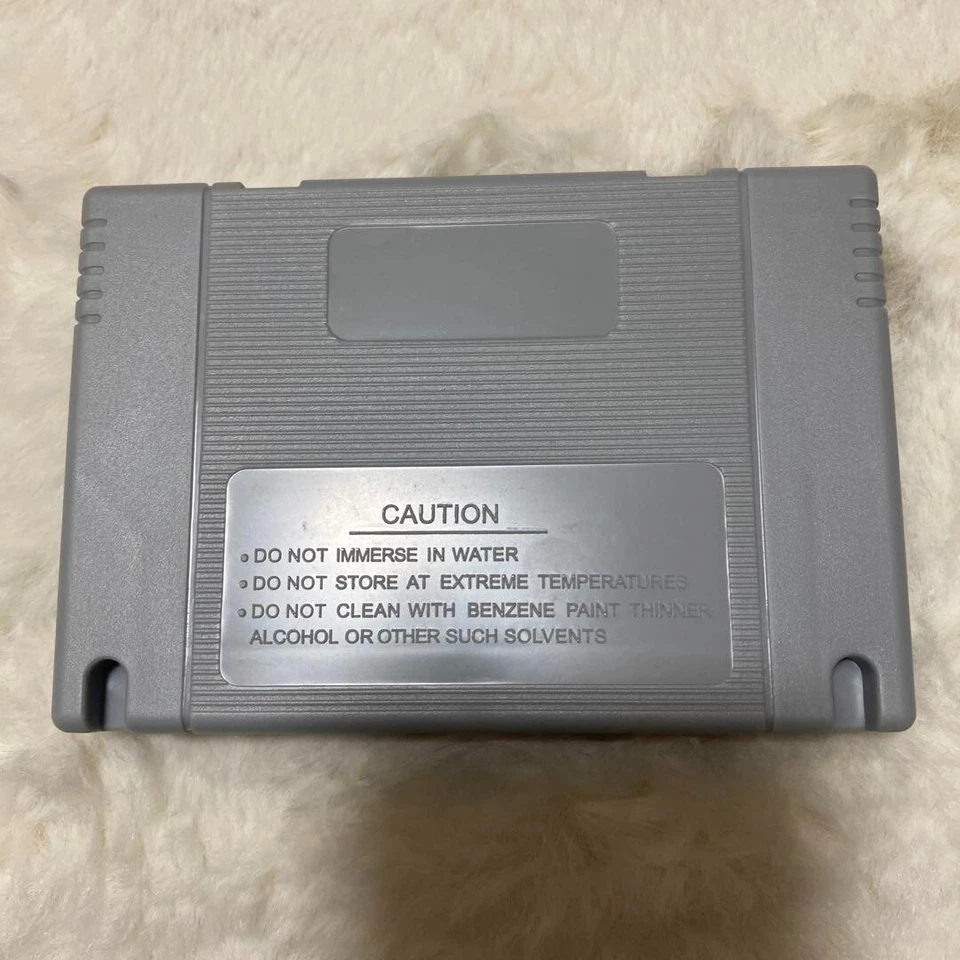 CAUTION
• DO NOT IMMERSE IN WATER
• DO NOT STORE AT EXTREME TEMPERATURES
• DO NOT CLEAN WITH BENZENE PAINT THINNER
ALCOHOL OR OTHER SUCH SOLVENTS